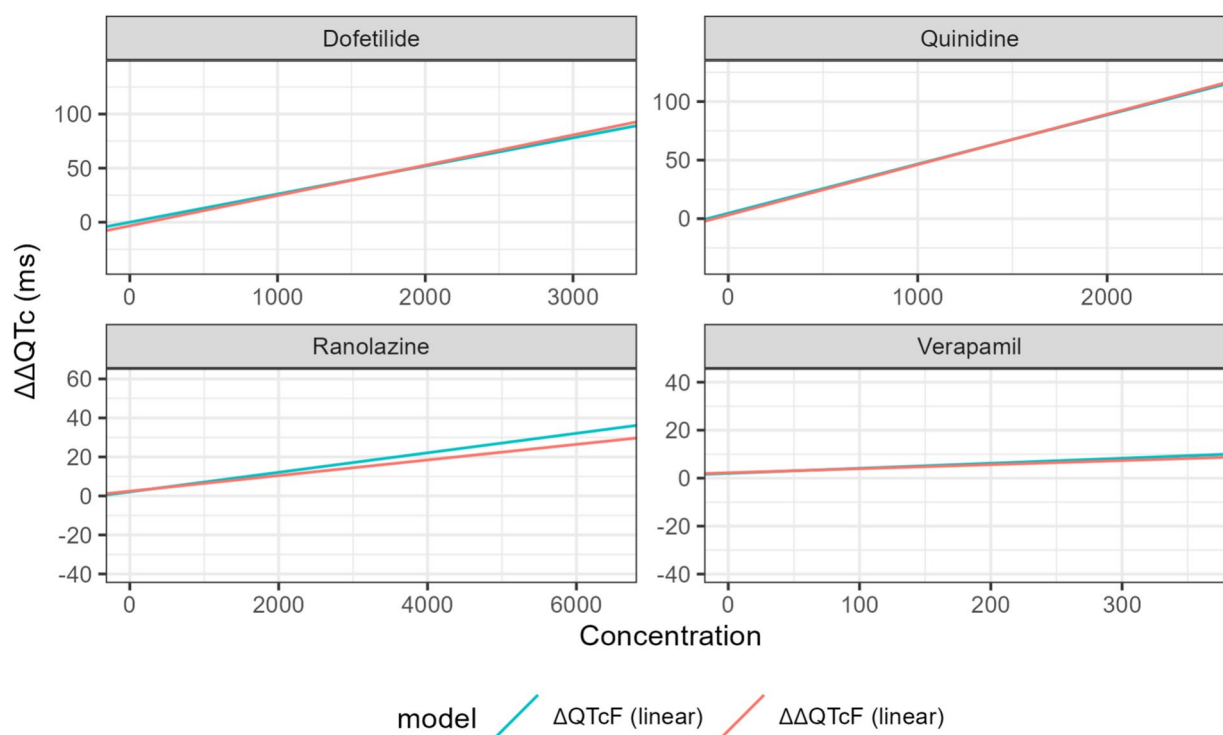 Dofetilide
Quinidine
100
50
0
0 1000 2000 3000
100
50
0
0 1000 2000
ΔΔQTc (ms)
Ranolazine
Verapamil
60
40
20
0
-20
-40
0 2000 4000 6000
40
20
0
-20
-40
0 100 200 300
Concentration
model ΔQTcF (linear) ΔΔQTcF (linear)